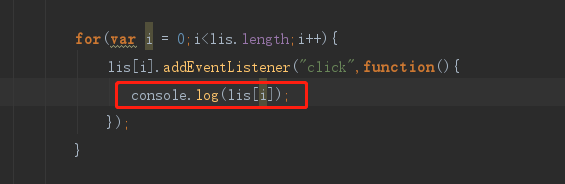 for(var i = 0;i<lis.length;i++){
lis[i].addEventListener("click",function(){
console.log(lis[i]);
});
}